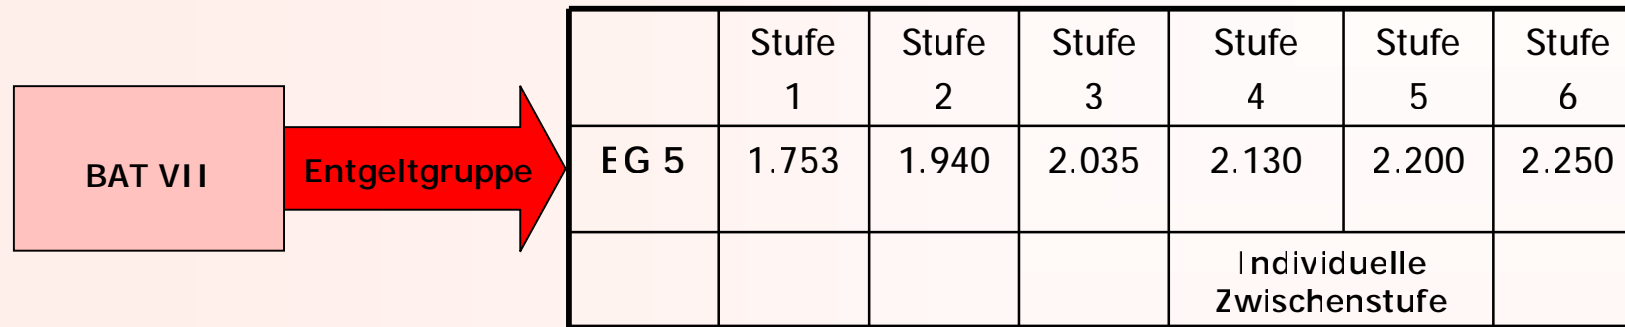 Stufe Stufe Stufe Stufe Stufe Stufe
1 2 3 4 5 6
BAT VII Entgeltgruppe EG 5 1.753 1.940 2.035 2.130 2.200 2.250
Individuelle
Zwischenstufe